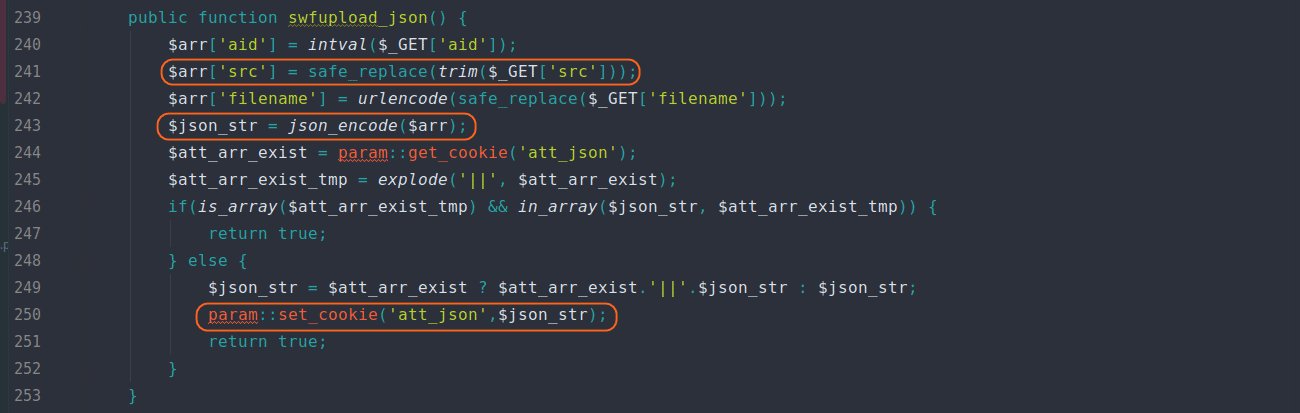 239 public function swfupload_json() {
240 $arr['aid'] = intval($_GET['aid']);
241 $arr['src'] = safe_replace(trim($_GET['src']));
242 $arr['filename'] = urlencode(safe_replace($_GET['filename']));
243 $json_str = json_encode($arr);
244 $att_arr_exist = param::get_cookie('att_json');
245 $att_arr_exist_tmp = explode('||', $att_arr_exist);
246 if(is_array($att_arr_exist_tmp) && in_array($json_str, $att_arr_exist_tmp)) {
247 return true;
248 } else {
249 $json_str = $att_arr_exist ? $att_arr_exist.'||'.$json_str : $json_str;
250 param::set_cookie('att_json',$json_str);
251 return true;
252 }
253 }